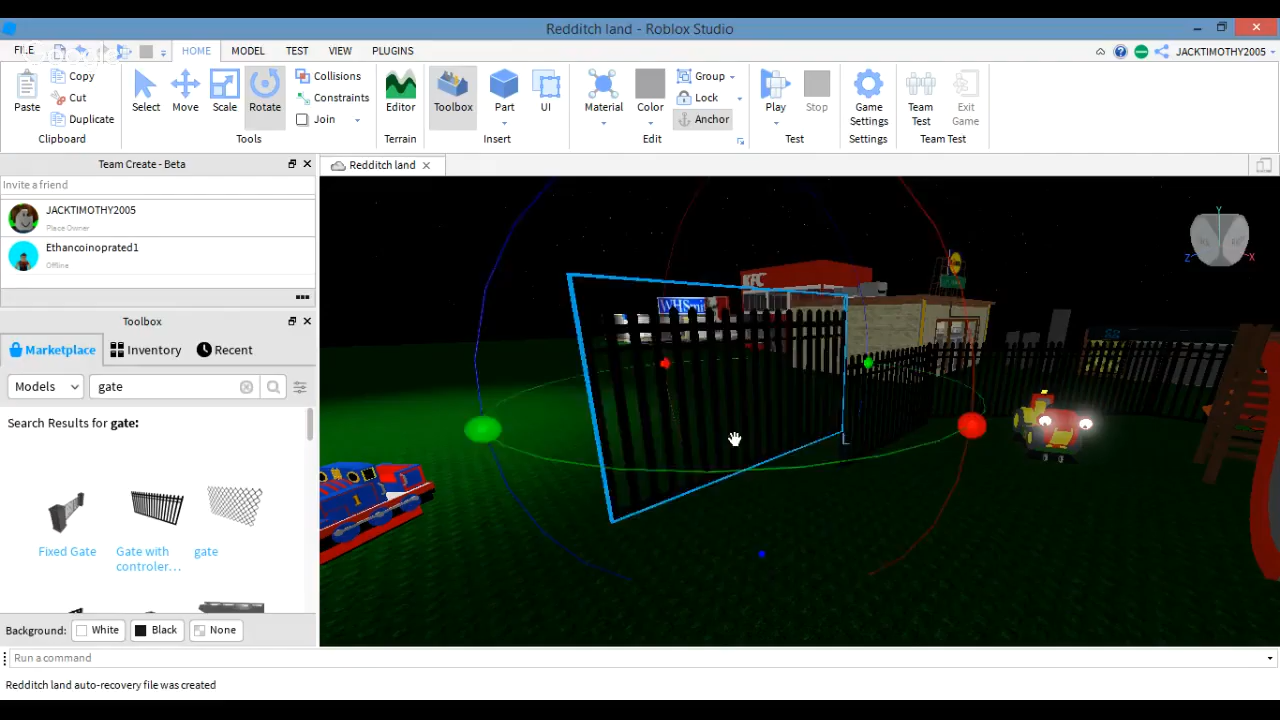 Redditch land - Roblox Studio
FILE HOME MODEL TEST VIEW PLUGINS JACKTIMOTHY2005
Paste Copy Cut Duplicate
Clipboard
Select Move Scale Rotate Collisions Constraints Join
Tools
Editor
Terrain
Toolbox Part UI
Insert
Material Color Group Lock Anchor
Edit
Play Stop
Test
Game Settings
Settings
Team Test Exit Game
Team Test
Team Create - Beta
Invite a friend
JACKTIMOTHY2005
Place Owner
Ethancoinoprated1
Offline
Toolbox
Marketplace Inventory Recent
Models gate
Search Results for gate:
Fixed Gate
Gate with controler...
gate
Background: White Black None
Redditch land
Y
Z X
KFC
WHSmi
1
Run a command
Redditch land auto-recovery file was created